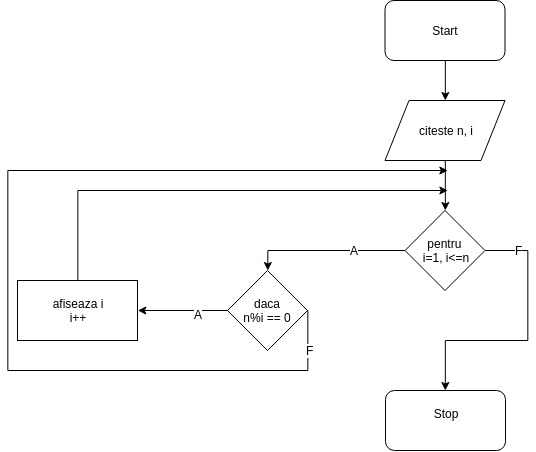 Start
citeste n, i
pentru
i=1, i<=n
A
F
daca
n%i == 0
A
F
afiseaza i
i++
Stop